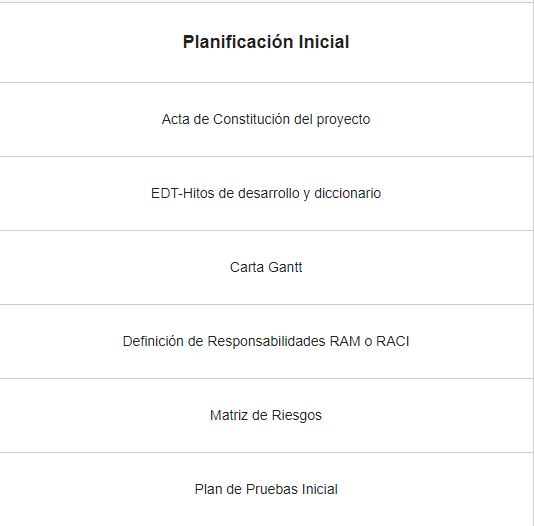 Planificación Inicial
Acta de Constitución del proyecto
EDT-Hitos de desarrollo y diccionario
Carta Gantt
Definición de Responsabilidades RAM o RACI
Matriz de Riesgos
Plan de Pruebas Inicial